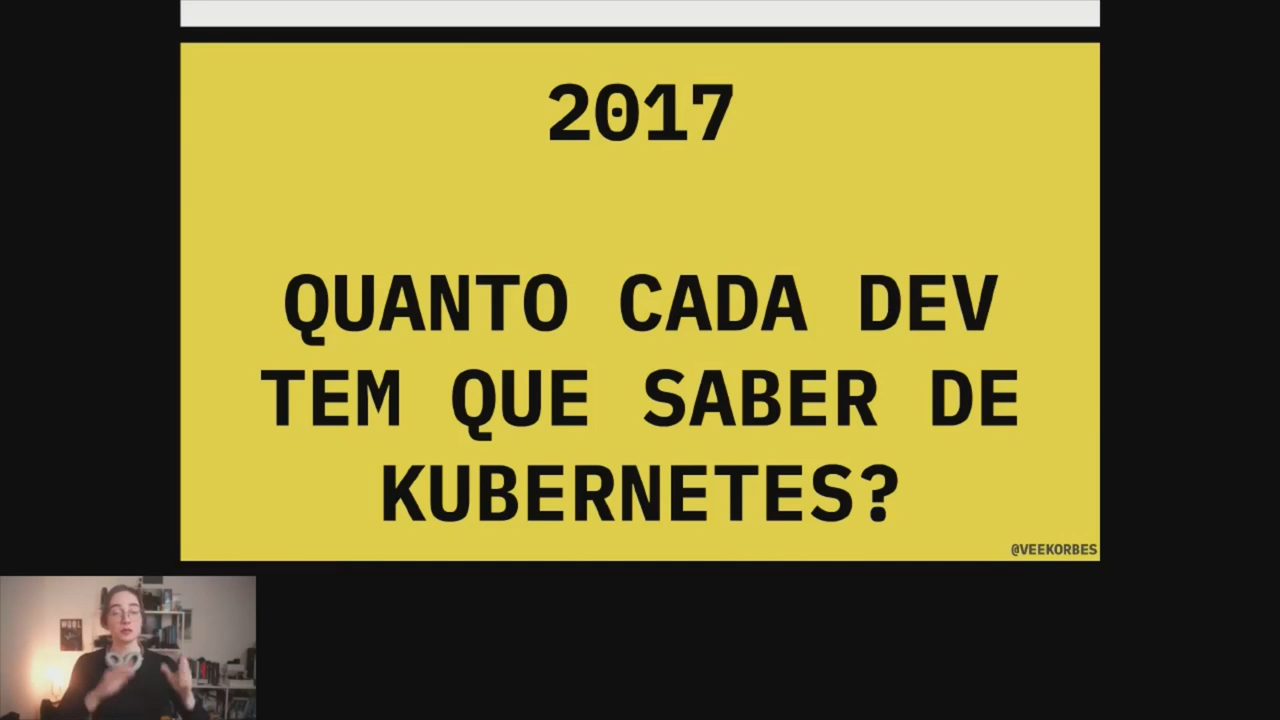 2017
QUANTO CADA DEV
TEM QUE SABER DE
KUBERNETES?
@VEEKORBES